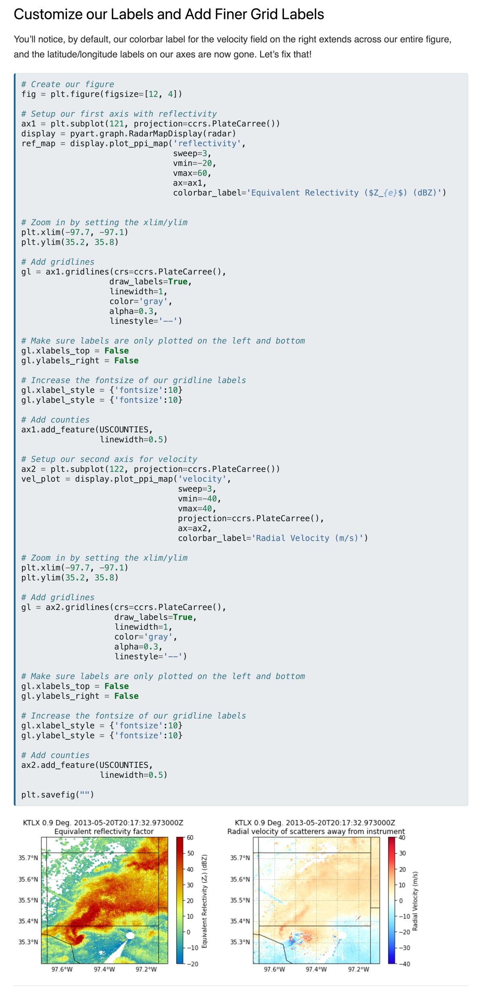 Customize our Labels and Add Finer Grid Labels
You’ll notice, by default, our colorbar label for the velocity field on the right extends across our entire figure,
and the latitude/longitude labels on our axes are now gone. Let’s fix that!
# Create our figure
fig = plt.figure(figsize=[12, 4])
# Setup our first axis with reflectivity
ax1 = plt.subplot(121, projection=ccrs.PlateCarree())
display = pyart.graph.RadarMapDisplay(radar)
ref_map = display.plot_ppi_map('reflectivity',
sweep=3,
vmin=-20,
vmax=60,
ax=ax1,
colorbar_label='Equivalent Relectivity ($Z_{e}$) (dBZ)')
# Zoom in by setting the xlim/ylim
plt.xlim(-97.7, -97.1)
plt.ylim(35.2, 35.8)
# Add gridlines
gl = ax1.gridlines(crs=ccrs.PlateCarree(),
draw_labels=True,
linewidth=1,
color='gray',
alpha=0.3,
linestyle='--')
# Make sure labels are only plotted on the left and bottom
gl.xlabels_top = False
gl.ylabels_right = False
# Increase the fontsize of our gridline labels
gl.xlabel_style = {'fontsize':10}
gl.ylabel_style = {'fontsize':10}
# Add counties
ax1.add_feature(USCOUNTIES,
linewidth=0.5)
# Setup our second axis for velocity
ax2 = plt.subplot(122, projection=ccrs.PlateCarree())
vel_plot = display.plot_ppi_map('velocity',
sweep=3,
vmin=-40,
vmax=40,
projection=ccrs.PlateCarree(),
ax=ax2,
colorbar_label='Radial Velocity (m/s)')
# Zoom in by setting the xlim/ylim
plt.xlim(-97.7, -97.1)
plt.ylim(35.2, 35.8)
# Add gridlines
gl = ax2.gridlines(crs=ccrs.PlateCarree(),
draw_labels=True,
linewidth=1,
color='gray',
alpha=0.3,
linestyle='--')
# Make sure labels are only plotted on the left and bottom
gl.xlabels_top = False
gl.ylabels_right = False
# Increase the fontsize of our gridline labels
gl.xlabel_style = {'fontsize':10}
gl.ylabel_style = {'fontsize':10}
# Add counties
ax2.add_feature(USCOUNTIES,
linewidth=0.5)
plt.savefig("")
KTLX 0.9 Deg. 2013-05-20T20:17:32.973000Z
Equivalent reflectivity factor
35.7°N
35.6°N
35.5°N
35.4°N
35.3°N
97.6°W 97.4°W 97.2°W
60
50
40
30
20
10
0
−10
−20
Equivalent Relectivity (Ze) (dBZ)
KTLX 0.9 Deg. 2013-05-20T20:17:32.973000Z
Radial velocity of scatterers away from instrument
35.7°N
35.6°N
35.5°N
35.4°N
35.3°N
97.6°W 97.4°W 97.2°W
40
30
20
10
0
−10
−20
−30
−40
Radial Velocity (m/s)